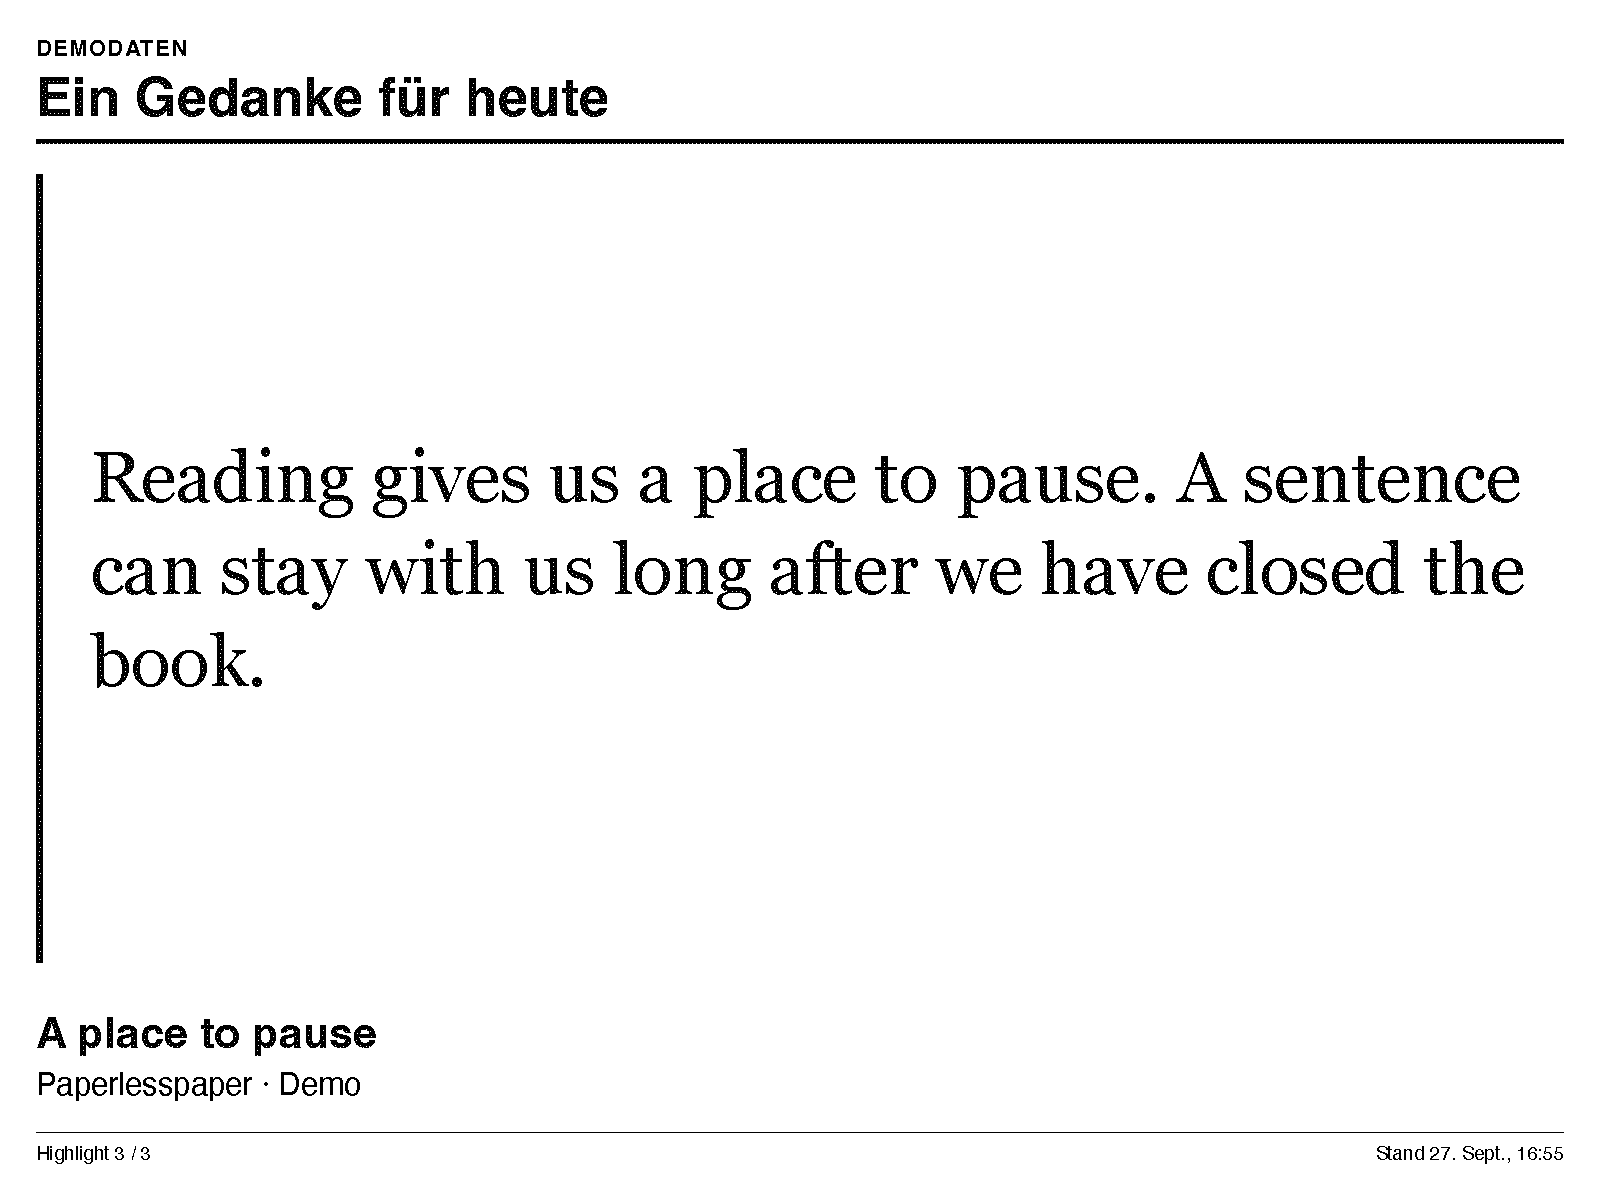 DEMODATEN
Ein Gedanke für heute
Reading gives us a place to pause. A sentence
can stay with us long after we have closed the
book.
A place to pause
Paperlesspaper · Demo
Highlight 3 / 3
Stand 27. Sept., 16:55